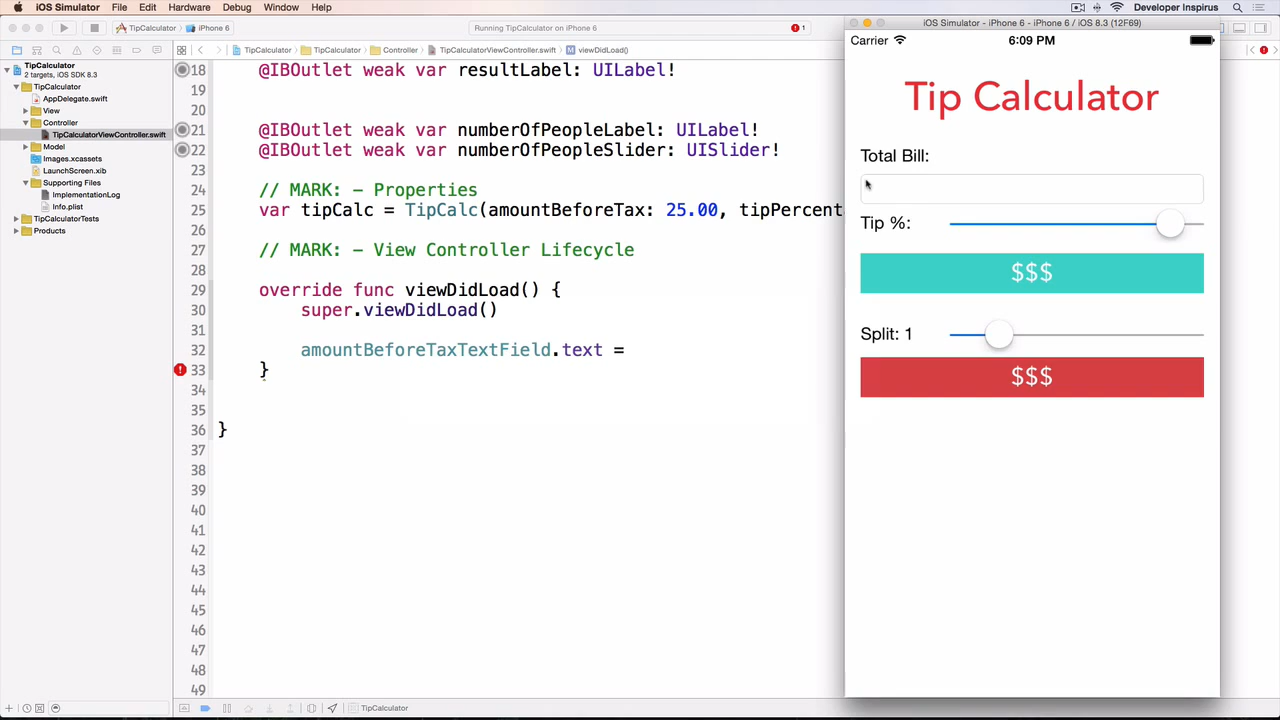 iOS Simulator File Edit Hardware Debug Window Help Developer Inspirus
TipCalculator iPhone 6 Running TipCalculator on iPhone 6 1
iOS Simulator - iPhone 6 - iPhone 6 / iOS 8.3 (12F69)
TipCalculator TipCalculator Controller TipCalculatorViewController.swift M viewDidLoad()
TipCalculator
2 targets, iOS SDK 8.3
TipCalculator
AppDelegate.swift
View
Controller
TipCalculatorViewController.swift
Model
Images.xcassets
LaunchScreen.xib
Supporting Files
ImplementationLog
Info.plist
TipCalculatorTests
Products
18 @IBOutlet weak var resultLabel: UILabel!
19
20
21 @IBOutlet weak var numberOfPeopleLabel: UILabel!
22 @IBOutlet weak var numberOfPeopleSlider: UISlider!
23
24 // MARK: - Properties
25 var tipCalc = TipCalc(amountBeforeTax: 25.00, tipPercent
26
27 // MARK: - View Controller Lifecycle
28
29 override func viewDidLoad() {
30 super.viewDidLoad()
31
32 amountBeforeTaxTextField.text =
33 }
34
35
36 }
37
38
39
40
41
42
43
44
45
46
47
48
49
Carrier 6:09 PM
Tip Calculator
Total Bill:
Tip %:
$$$
Split: 1
$$$
TipCalculator